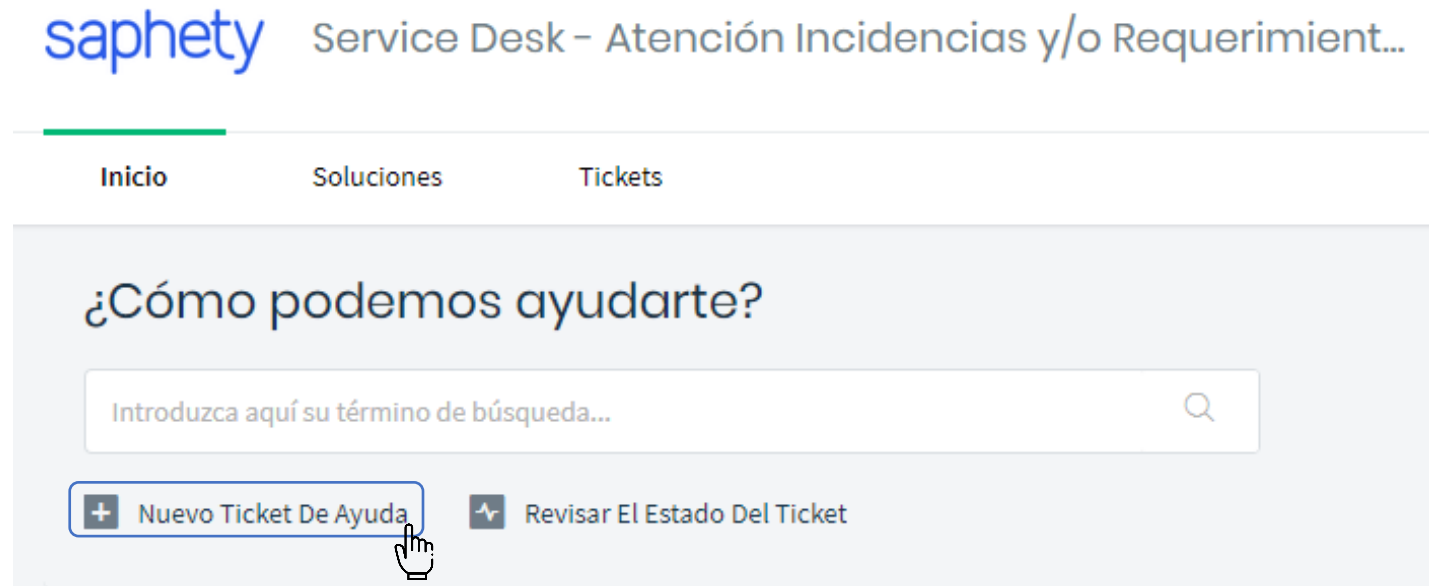 saphety Service Desk - Atención Incidencias y/o Requerimient...
Inicio Soluciones Tickets
¿Cómo podemos ayudarte?
Introduzca aquí su término de búsqueda...
Nuevo Ticket De Ayuda Revisar El Estado Del Ticket